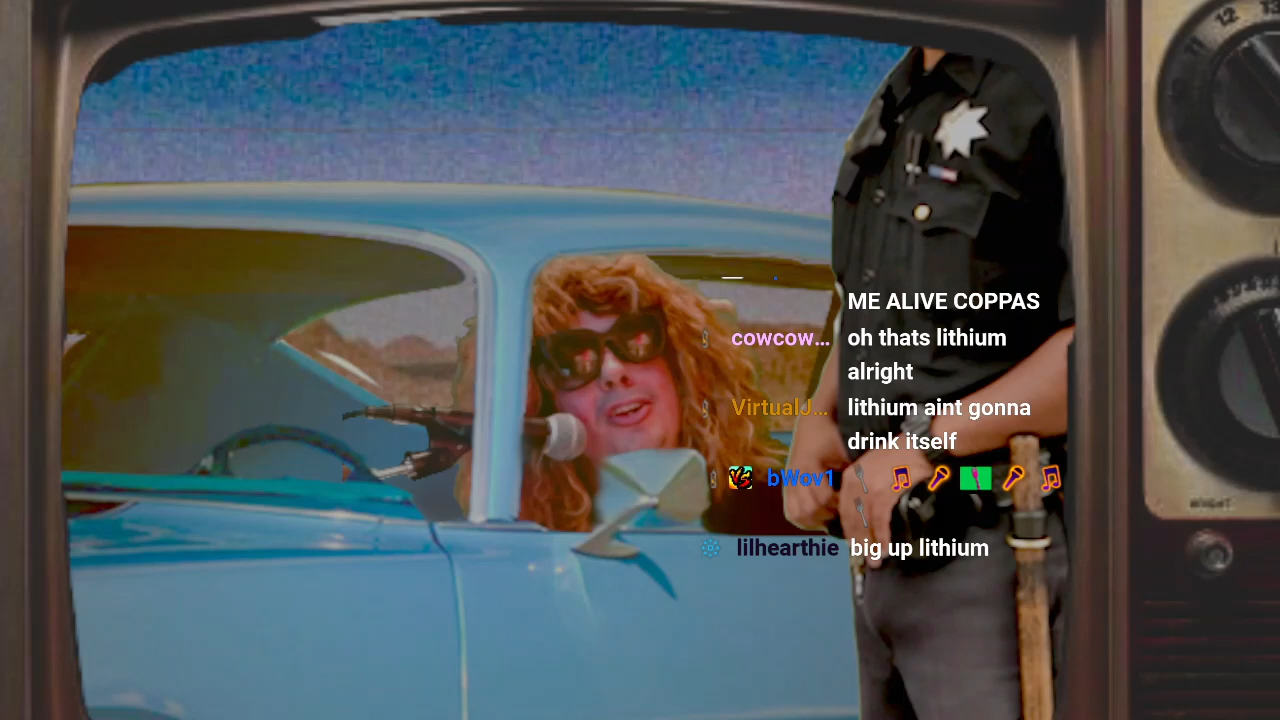 12
ME ALIVE COPPAS
cowcow… oh thats lithium
alright
VirtualJ… lithium aint gonna
drink itself
bWov1
lilhearthie big up lithium